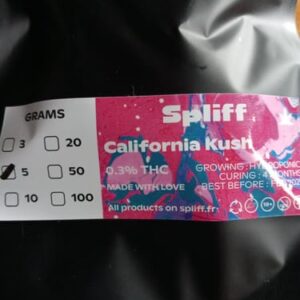 GRAMS
3 20
5 50
10 100
Spliff
California Kush
0.3% THC
MADE WITH LOVE
GROWING : HYDROPONIC
CURING : 4 MONTHS
BEST BEFORE :
All products on spliff.fr
18+